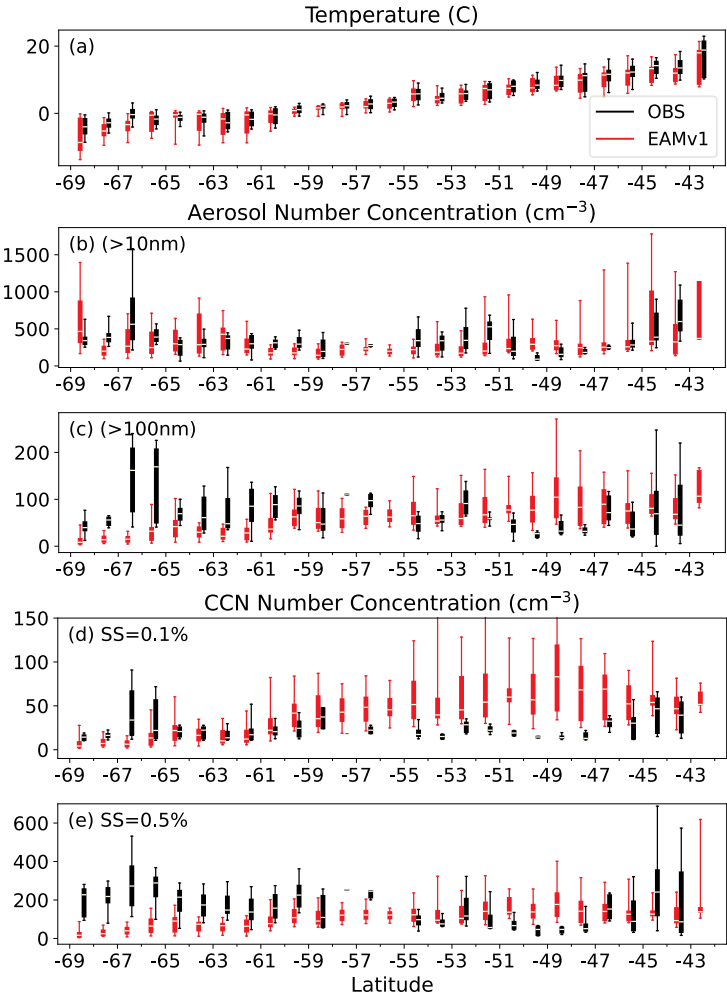 Temperature (C)
(a)
20
0
OBS
EAMv1
-69 -67 -65 -63 -61 -59 -57 -55 -53 -51 -49 -47 -45 -43
Aerosol Number Concentration (cm⁻³)
(b) (>10nm)
1500
1000
500
0
-69 -67 -65 -63 -61 -59 -57 -55 -53 -51 -49 -47 -45 -43
(c) (>100nm)
200
100
0
-69 -67 -65 -63 -61 -59 -57 -55 -53 -51 -49 -47 -45 -43
CCN Number Concentration (cm⁻³)
150
(d) SS=0.1%
100
50
0
-69 -67 -65 -63 -61 -59 -57 -55 -53 -51 -49 -47 -45 -43
(e) SS=0.5%
600
400
200
0
-69 -67 -65 -63 -61 -59 -57 -55 -53 -51 -49 -47 -45 -43
Latitude